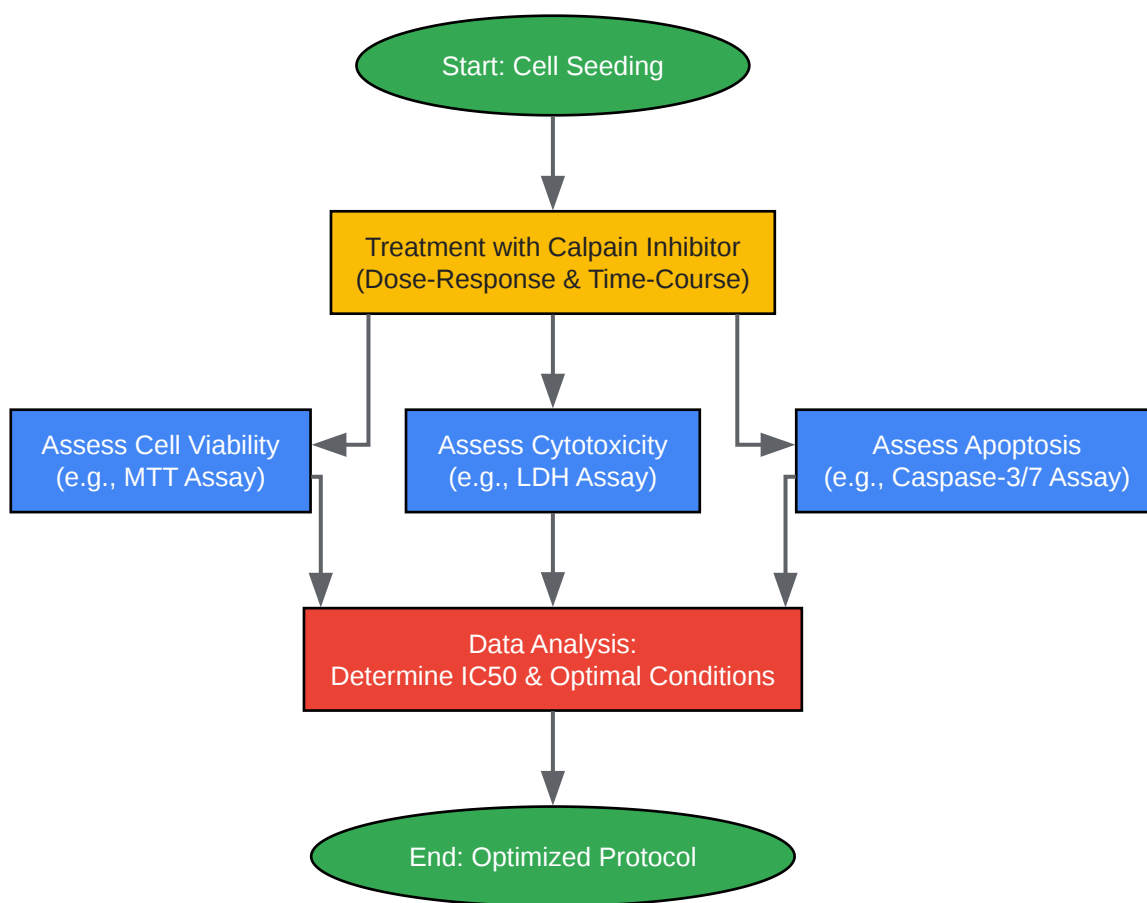 Start: Cell Seeding
Treatment with Calpain Inhibitor
(Dose-Response & Time-Course)
Assess Cell Viability
(e.g., MTT Assay)
Assess Cytotoxicity
(e.g., LDH Assay)
Assess Apoptosis
(e.g., Caspase-3/7 Assay)
Data Analysis:
Determine IC50 & Optimal Conditions
End: Optimized Protocol